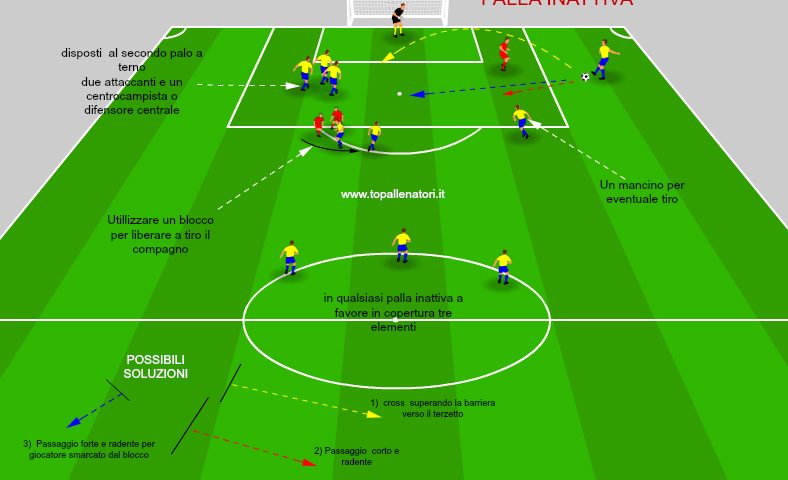 PALLA INATTIVA
disposti al secondo palo a
terno
due attaccanti e un
centrocampista o
difensore centrale
www.topallenatori.it
Un mancino per
eventuale tiro
Utillizzare un blocco
per liberare a tiro il
compagno
in qualsiasi palla inattiva a
favore in copertura tre
elementi
POSSIBILI
SOLUZIONI
1) cross superando la barriera
verso il terzetto
3) Passaggio forte e radente per
giocatore smarcato dal blocco
2) Passaggio corto e
radente